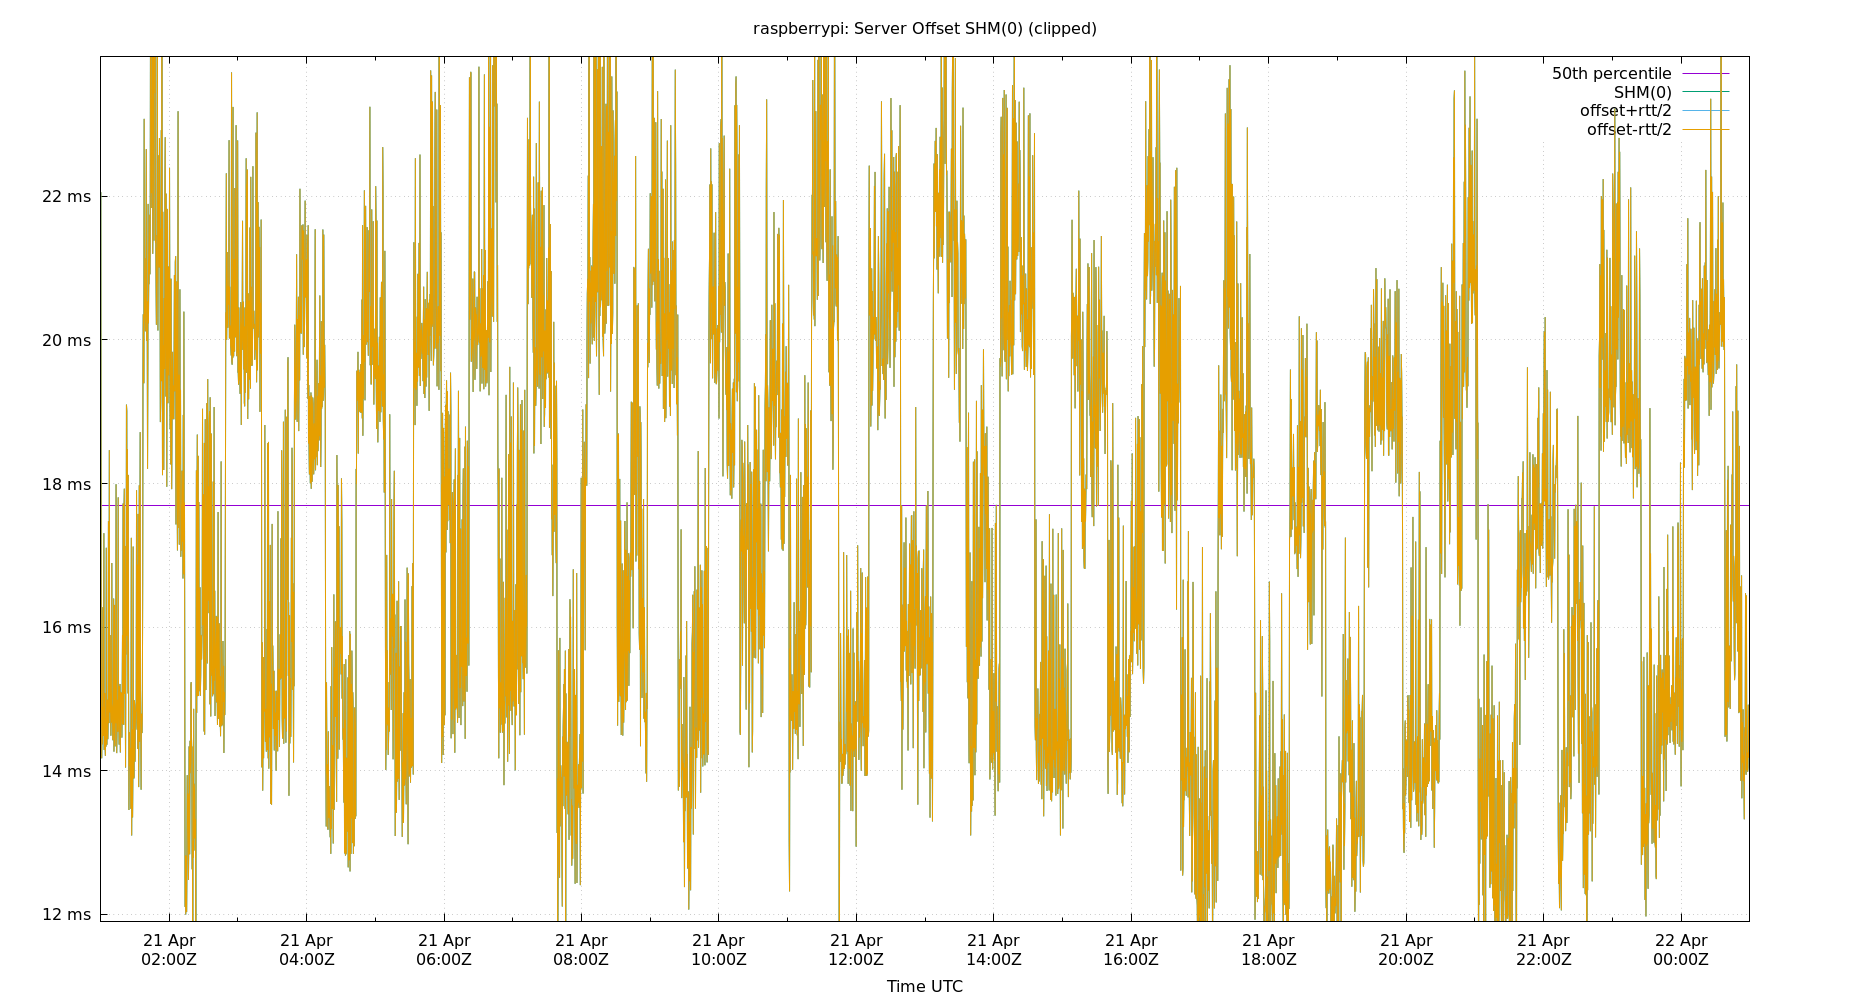 raspberrypi: Server Offset SHM(0) (clipped)
50th percentile
SHM(0)
offset+rtt/2
offset-rtt/2
22 ms
20 ms
18 ms
16 ms
14 ms
12 ms
21 Apr 21 Apr 21 Apr 21 Apr 21 Apr 21 Apr 21 Apr 21 Apr 21 Apr 21 Apr 21 Apr 22 Apr
02:00Z 04:00Z 06:00Z 08:00Z 10:00Z 12:00Z 14:00Z 16:00Z 18:00Z 20:00Z 22:00Z 00:00Z
Time UTC